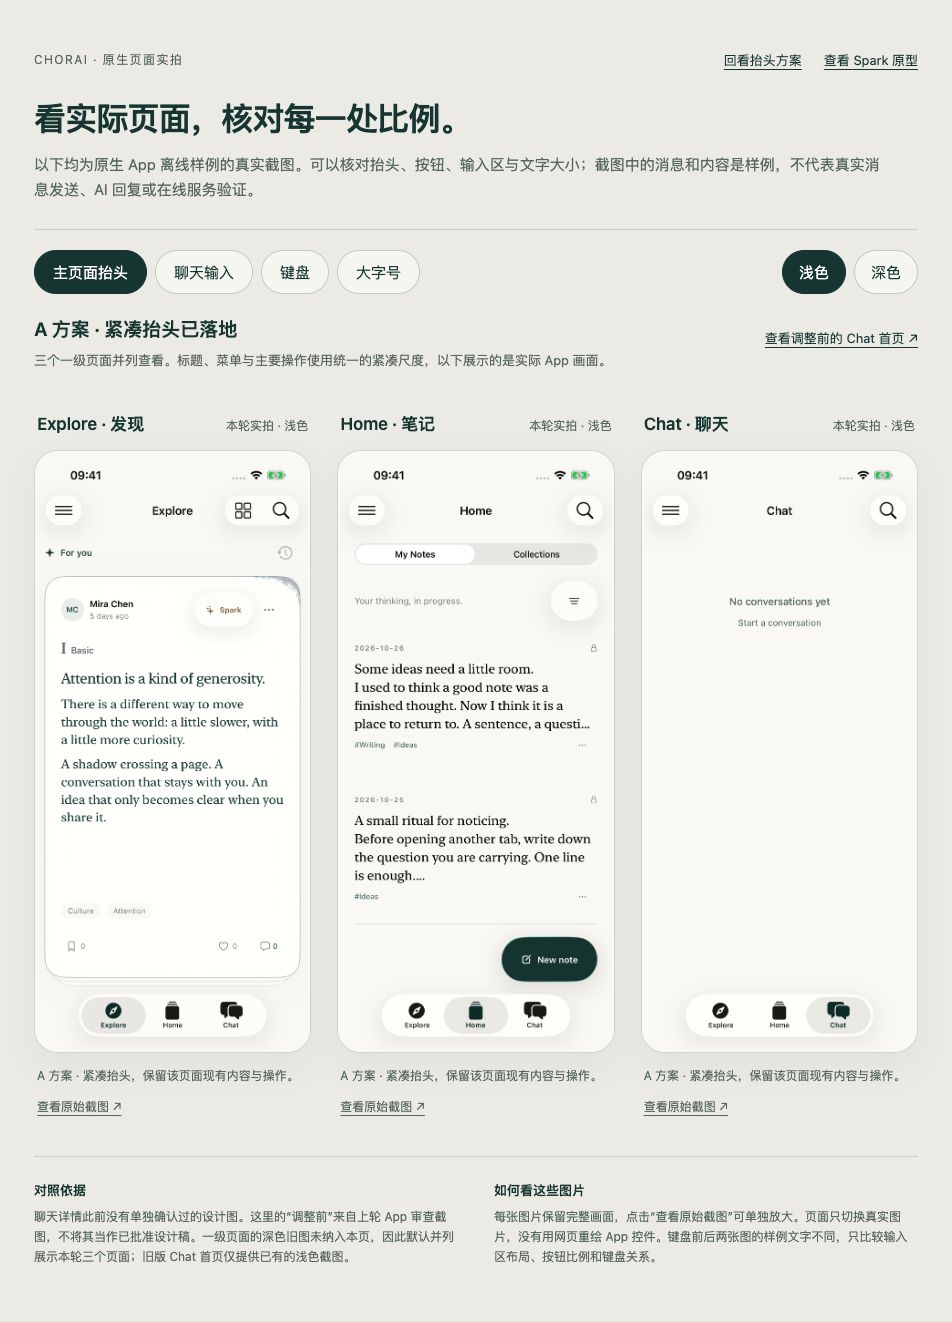 CHORAI · 原生页面实拍
回看抬头方案 查看 Spark 原型
看实际页面，核对每一处比例。
以下均为原生 App 离线样例的真实截图。可以核对抬头、按钮、输入区与文字大小；截图中的消息和内容是样例，不代表真实消
息发送、AI 回复或在线服务验证。
主页面抬头 聊天输入 键盘 大字号 浅色 深色
A 方案 · 紧凑抬头已落地
查看调整前的 Chat 首页 ↗
三个一级页面并列查看。标题、菜单与主要操作使用统一的紧凑尺度，以下展示的是实际 App 画面。
Explore · 发现 本轮实拍 · 浅色
09:41
Explore
For you
MC
Mira Chen
5 days ago
Spark
I Basic
Attention is a kind of generosity.
There is a different way to move
through the world: a little slower, with
a little more curiosity.
A shadow crossing a page. A
conversation that stays with you. An
idea that only becomes clear when you
share it.
Culture Attention
0 0 0
Explore Home Chat
A 方案 · 紧凑抬头，保留该页面现有内容与操作。
查看原始截图 ↗
Home · 笔记 本轮实拍 · 浅色
09:41
Home
My Notes Collections
Your thinking, in progress.
2026-10-26
Some ideas need a little room.
I used to think a good note was a
finished thought. Now I think it is a
place to return to. A sentence, a questi...
#Writing #Ideas
2026-10-25
A small ritual for noticing.
Before opening another tab, write down
the question you are carrying. One line
is enough....
#Ideas
New note
Explore Home Chat
A 方案 · 紧凑抬头，保留该页面现有内容与操作。
查看原始截图 ↗
Chat · 聊天 本轮实拍 · 浅色
09:41
Chat
No conversations yet
Start a conversation
Explore Home Chat
A 方案 · 紧凑抬头，保留该页面现有内容与操作。
查看原始截图 ↗
对照依据
聊天详情此前没有单独确认过的设计图。这里的“调整前”来自上轮 App 审查截
图，不将其当作已批准设计稿。一级页面的深色旧图未纳入本页，因此默认并列
展示本轮三个页面；旧版 Chat 首页仅提供已有的浅色截图。
如何看这些图片
每张图片保留完整画面，点击“查看原始截图”可单独放大。页面只切换真实图
片，没有用网页重绘 App 控件。键盘前后两张图的样例文字不同，只比较输入
区布局、按钮比例和键盘关系。